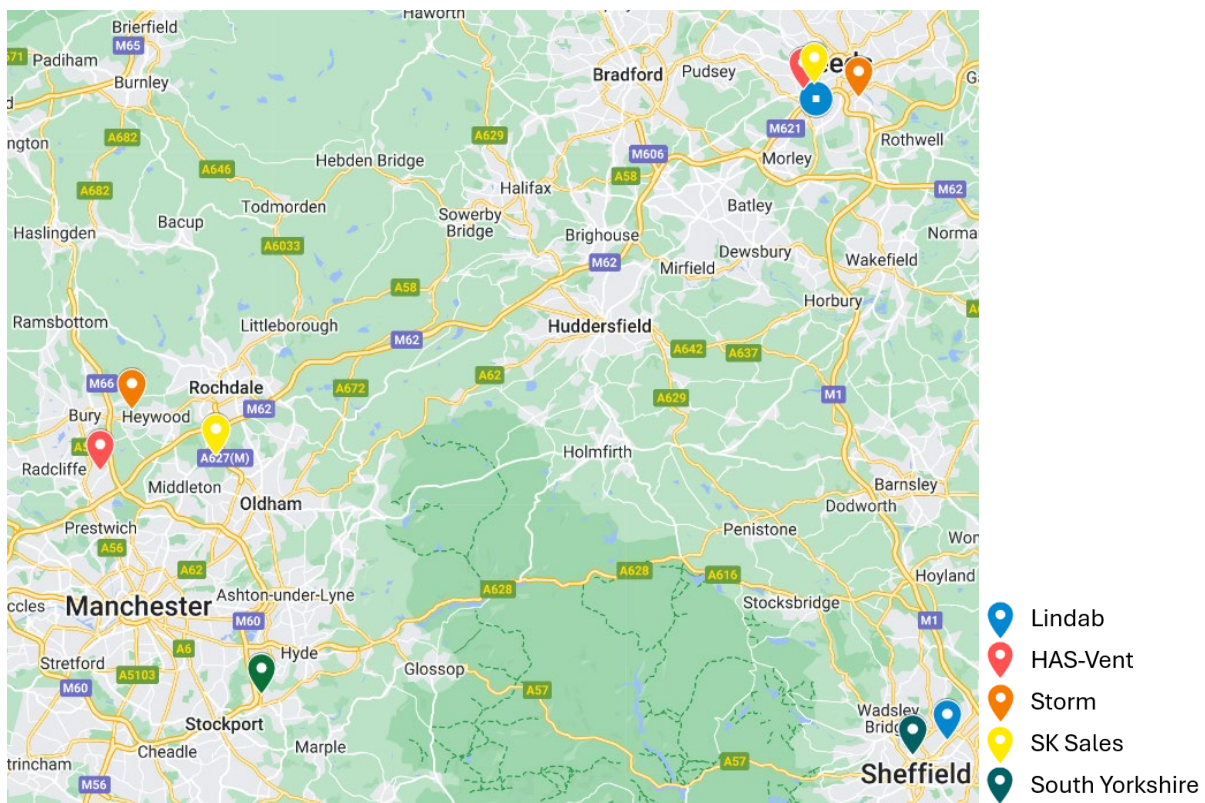 Haworth
Brierfield
M65
671
Padiham
Burnley
Bradford
Pudsey
M621
Rothwell
A682
A629
ngton
Hebden Bridge
M606
Morley
A646
A58
A682
Halifax
M62
Todmorden
Batley
Bacup
Sowerby
Bridge
Haslingden
Brighouse
Norma
A6033
Dewsbury
M62
Mirfield
Wakefield
A58
Horbury
Ramsbottom
Littleborough
Huddersfield
M62
A642
A637
A62
M66
Rochdale
A672
A629
M1
M62
Bury
Heywood
Holmfirth
A627(M)
Radcliffe
Middleton
Barnsley
Oldham
Dodworth
Prestwich
Penistone
Wor
A56
A62
A628
A628
A616
Hoyland
ccles
Manchester
Ashton-under-Lyne
Stocksbridge
M60
M1
Lindab
A6
Hyde
Stretford
A5103
Glossop
HAS-Vent
M60
A57
Storm
Wadsley
Stockport
Cheadle
Marple
SK Sales
trincham
A57
Sheffield
M56
South Yorkshire